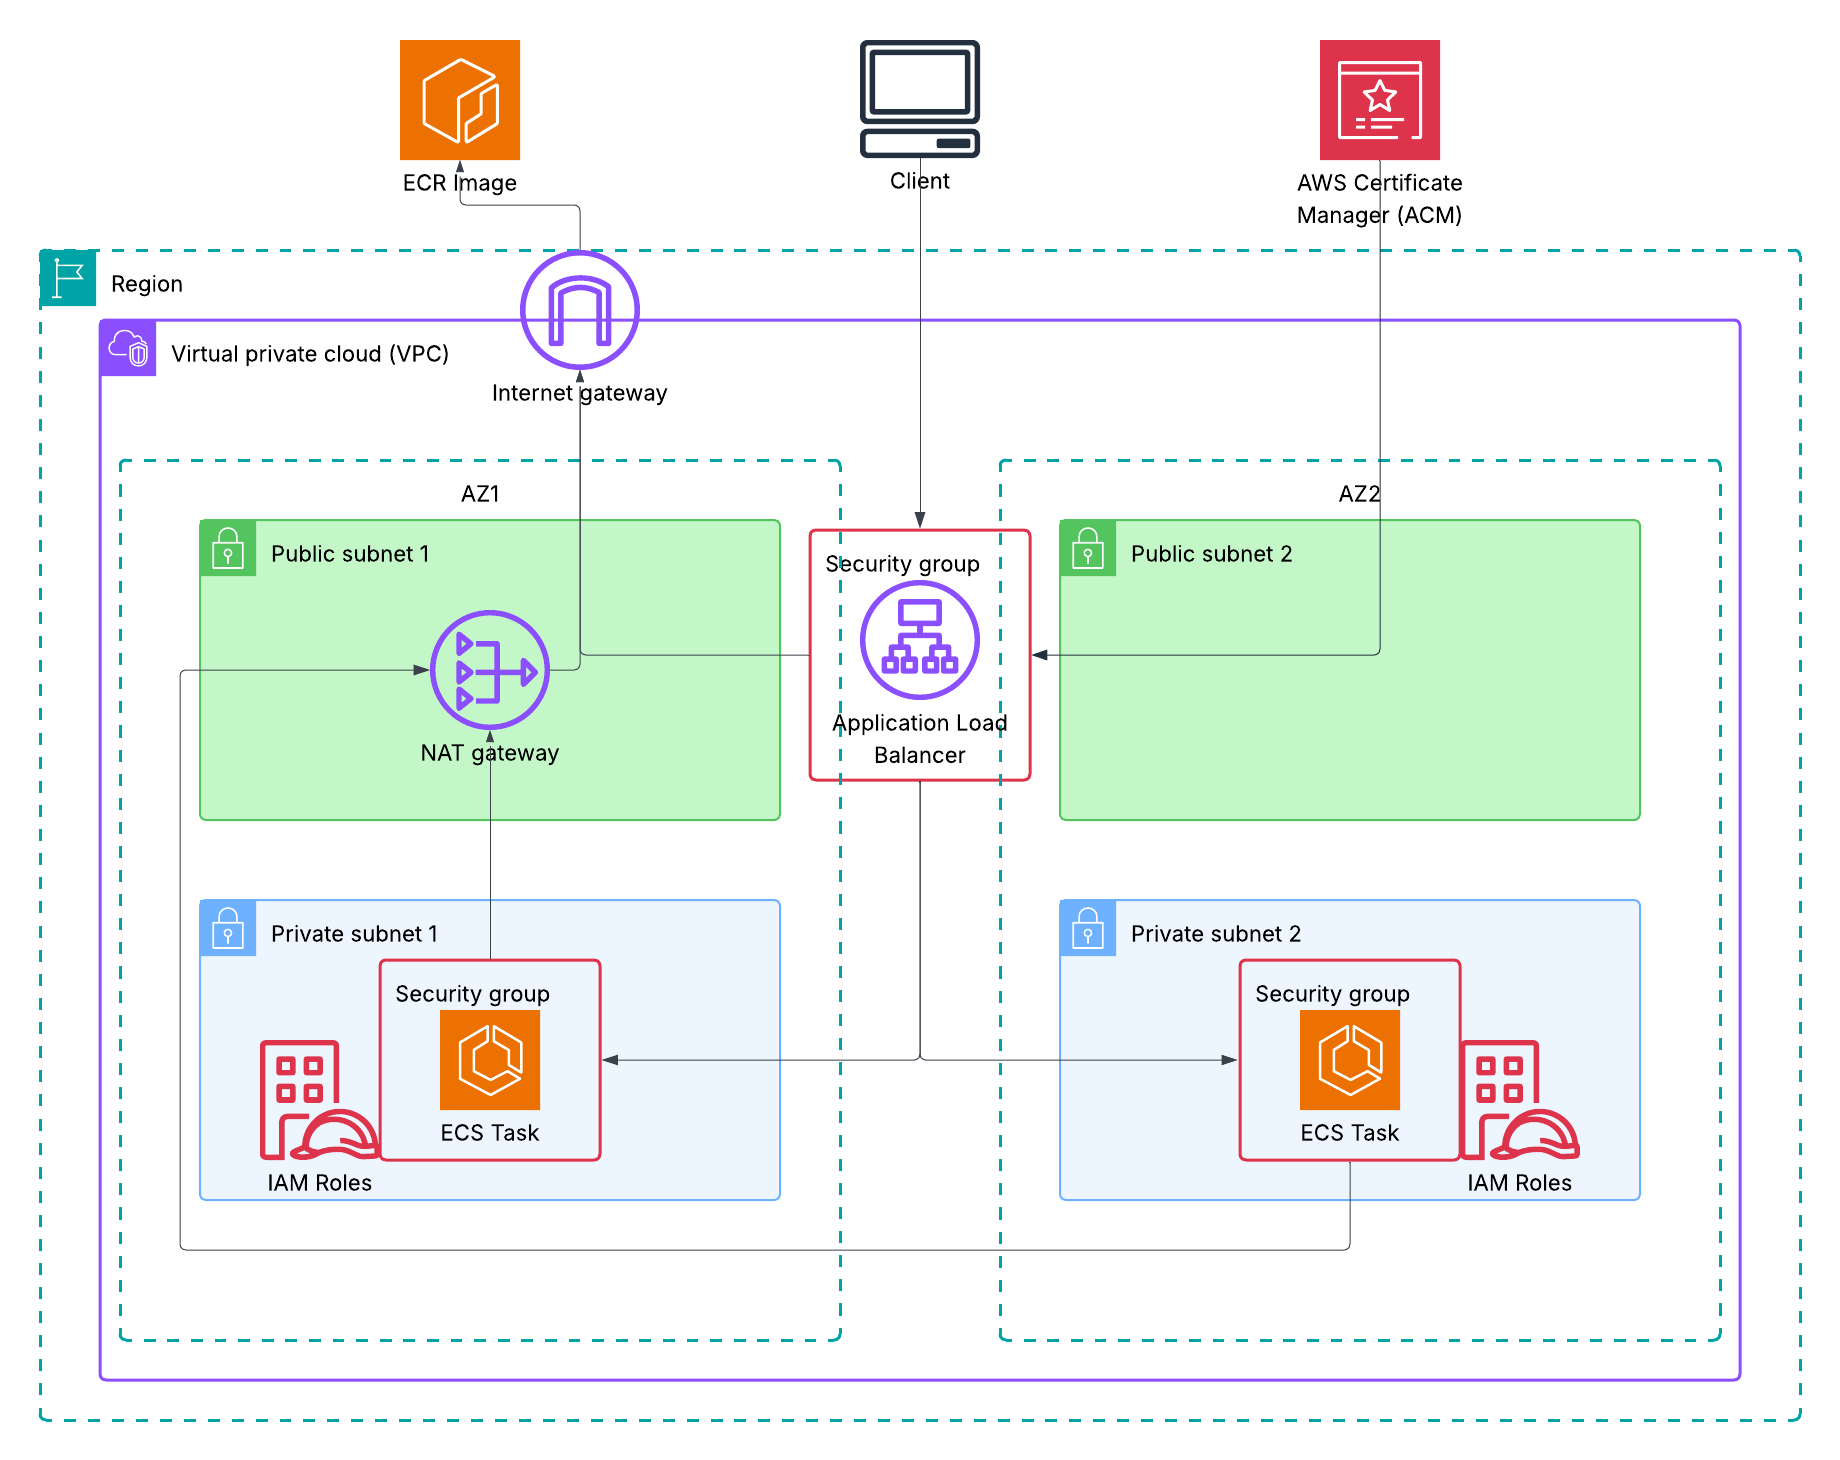 ECR Image
Client
AWS Certificate
Manager (ACM)
Region
Virtual private cloud (VPC)
Internet gateway
AZ1
AZ2
Public subnet 1
Security group
Public subnet 2
Application Load
Balancer
NAT gateway
Private subnet 1
Private subnet 2
Security group
Security group
ECS Task
ECS Task
IAM Roles
IAM Roles